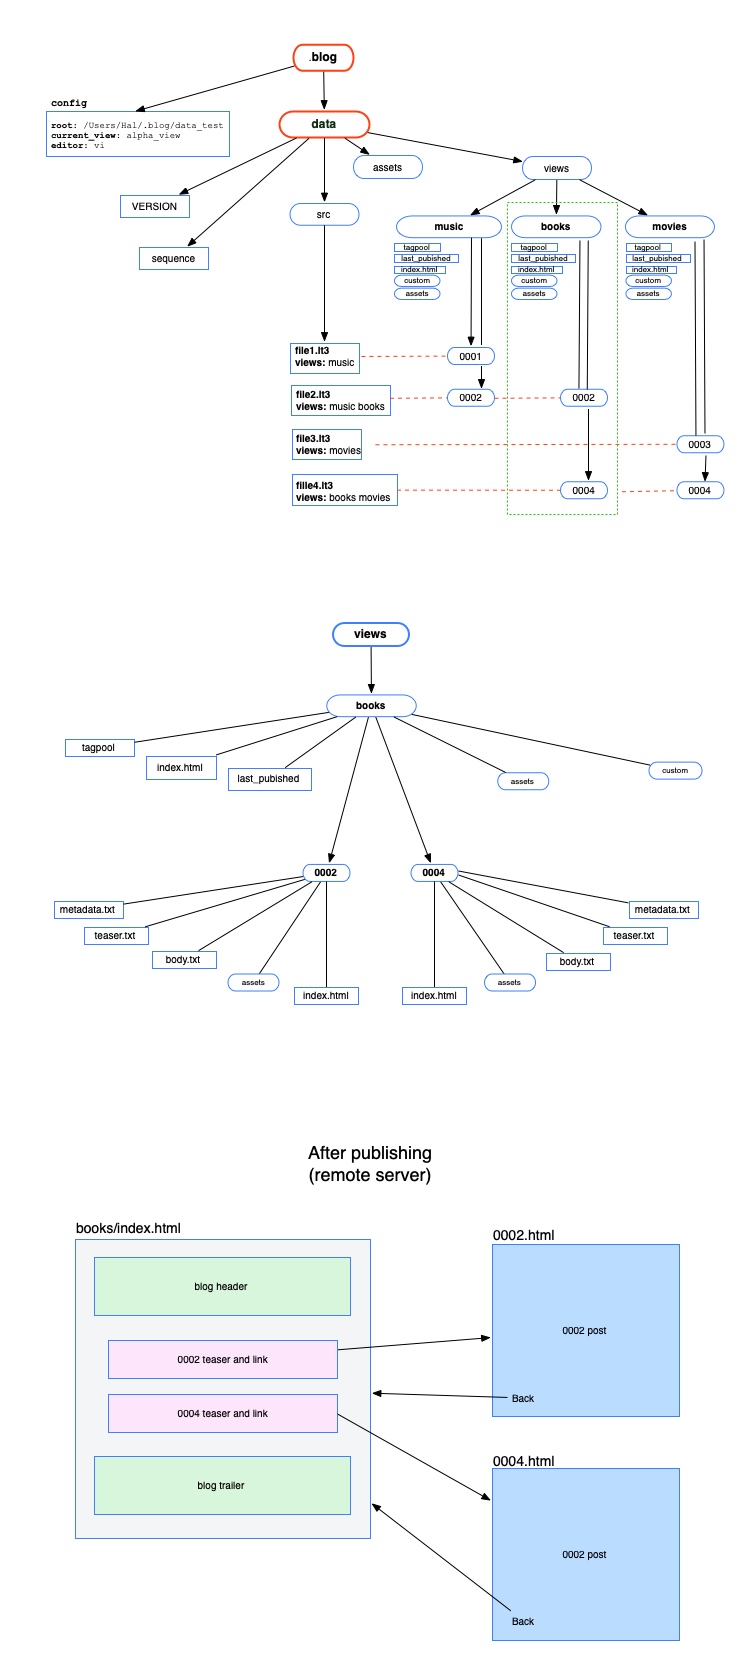 .blog
config
root: /Users/Hal/.blog/data_test
current_view: alpha_view
editor: vi
data
assets
views
VERSION
src
sequence
music
books
movies
tagpool
last_pubished
index.html
custom
assets
tagpool
last_pubished
index.html
custom
assets
tagpool
last_pubished
index.html
custom
assets
file1.lt3
views: music
0001
file2.lt3
views: music books
0002
0002
file3.lt3
views: movies
0003
fille4.lt3
views: books movies
0004
0004
views
books
tagpool
index.html
last_pubished
assets
custom
0002
0004
metadata.txt
teaser.txt
body.txt
assets
index.html
index.html
assets
body.txt
teaser.txt
metadata.txt
After publishing
(remote server)
books/index.html
blog header
0002 teaser and link
0004 teaser and link
blog trailer
0002.html
0002 post
Back
0004.html
0002 post
Back